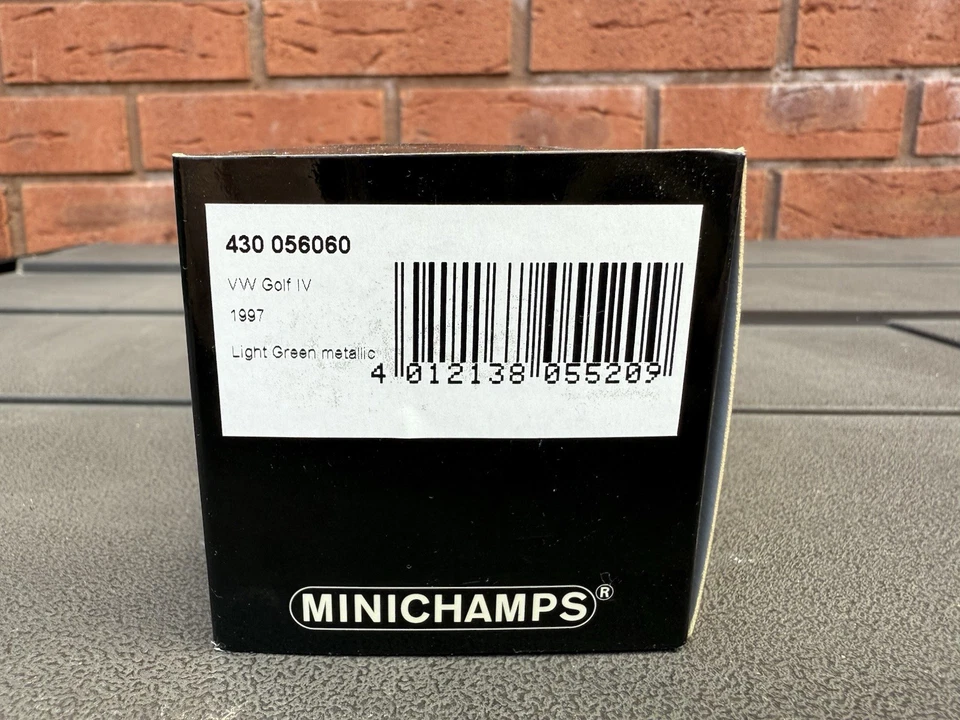 430 056060
VW Golf IV
1997
Light Green metallic
4 012138 055209
MINICHAMPS®